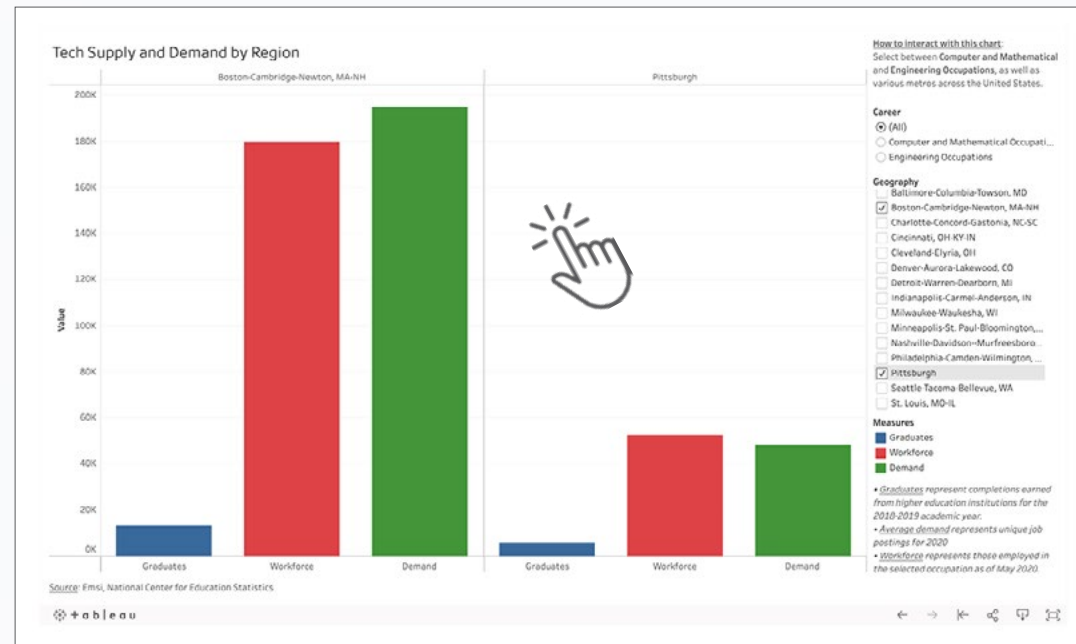 Tech Supply and Demand by Region
Boston-Cambridge-Newton, MA-NH
Pittsburgh
200K
180K
160K
140K
120K
100K
80K
60K
40K
20K
0K
Value
Graduates
Workforce
Demand
Graduates
Workforce
Demand
Source: Emsi, National Center for Education Statistics
How to interact with this chart:
Select between Computer and Mathematical
and Engineering Occupations, as well as
various metros across the United States.
Career
(All)
Computer and Mathematical Occupati...
Engineering Occupations
Geography
Baltimore-Columbia-Towson, MD
Boston-Cambridge-Newton, MA-NH
Charlotte-Concord-Gastonia, NC-SC
Cincinnati, OH-KY-IN
Cleveland-Elyria, OH
Denver-Aurora-Lakewood, CO
Detroit-Warren-Dearborn, MI
Indianapolis-Carmel-Anderson, IN
Milwaukee-Waukesha, WI
Minneapolis-St. Paul-Bloomington,...
Nashville-Davidson--Murfreesboro...
Philadelphia-Camden-Wilmington, ...
Pittsburgh
Seattle-Tacoma-Bellevue, WA
St. Louis, MO-IL
Measures
Graduates
Workforce
Demand
• Graduates represent completions earned
from higher education institutions for the
2018-2019 academic year.
• Average demand represents unique job
postings for 2020
• Workforce represents those employed in
the selected occupation as of May 2020.
+ableau